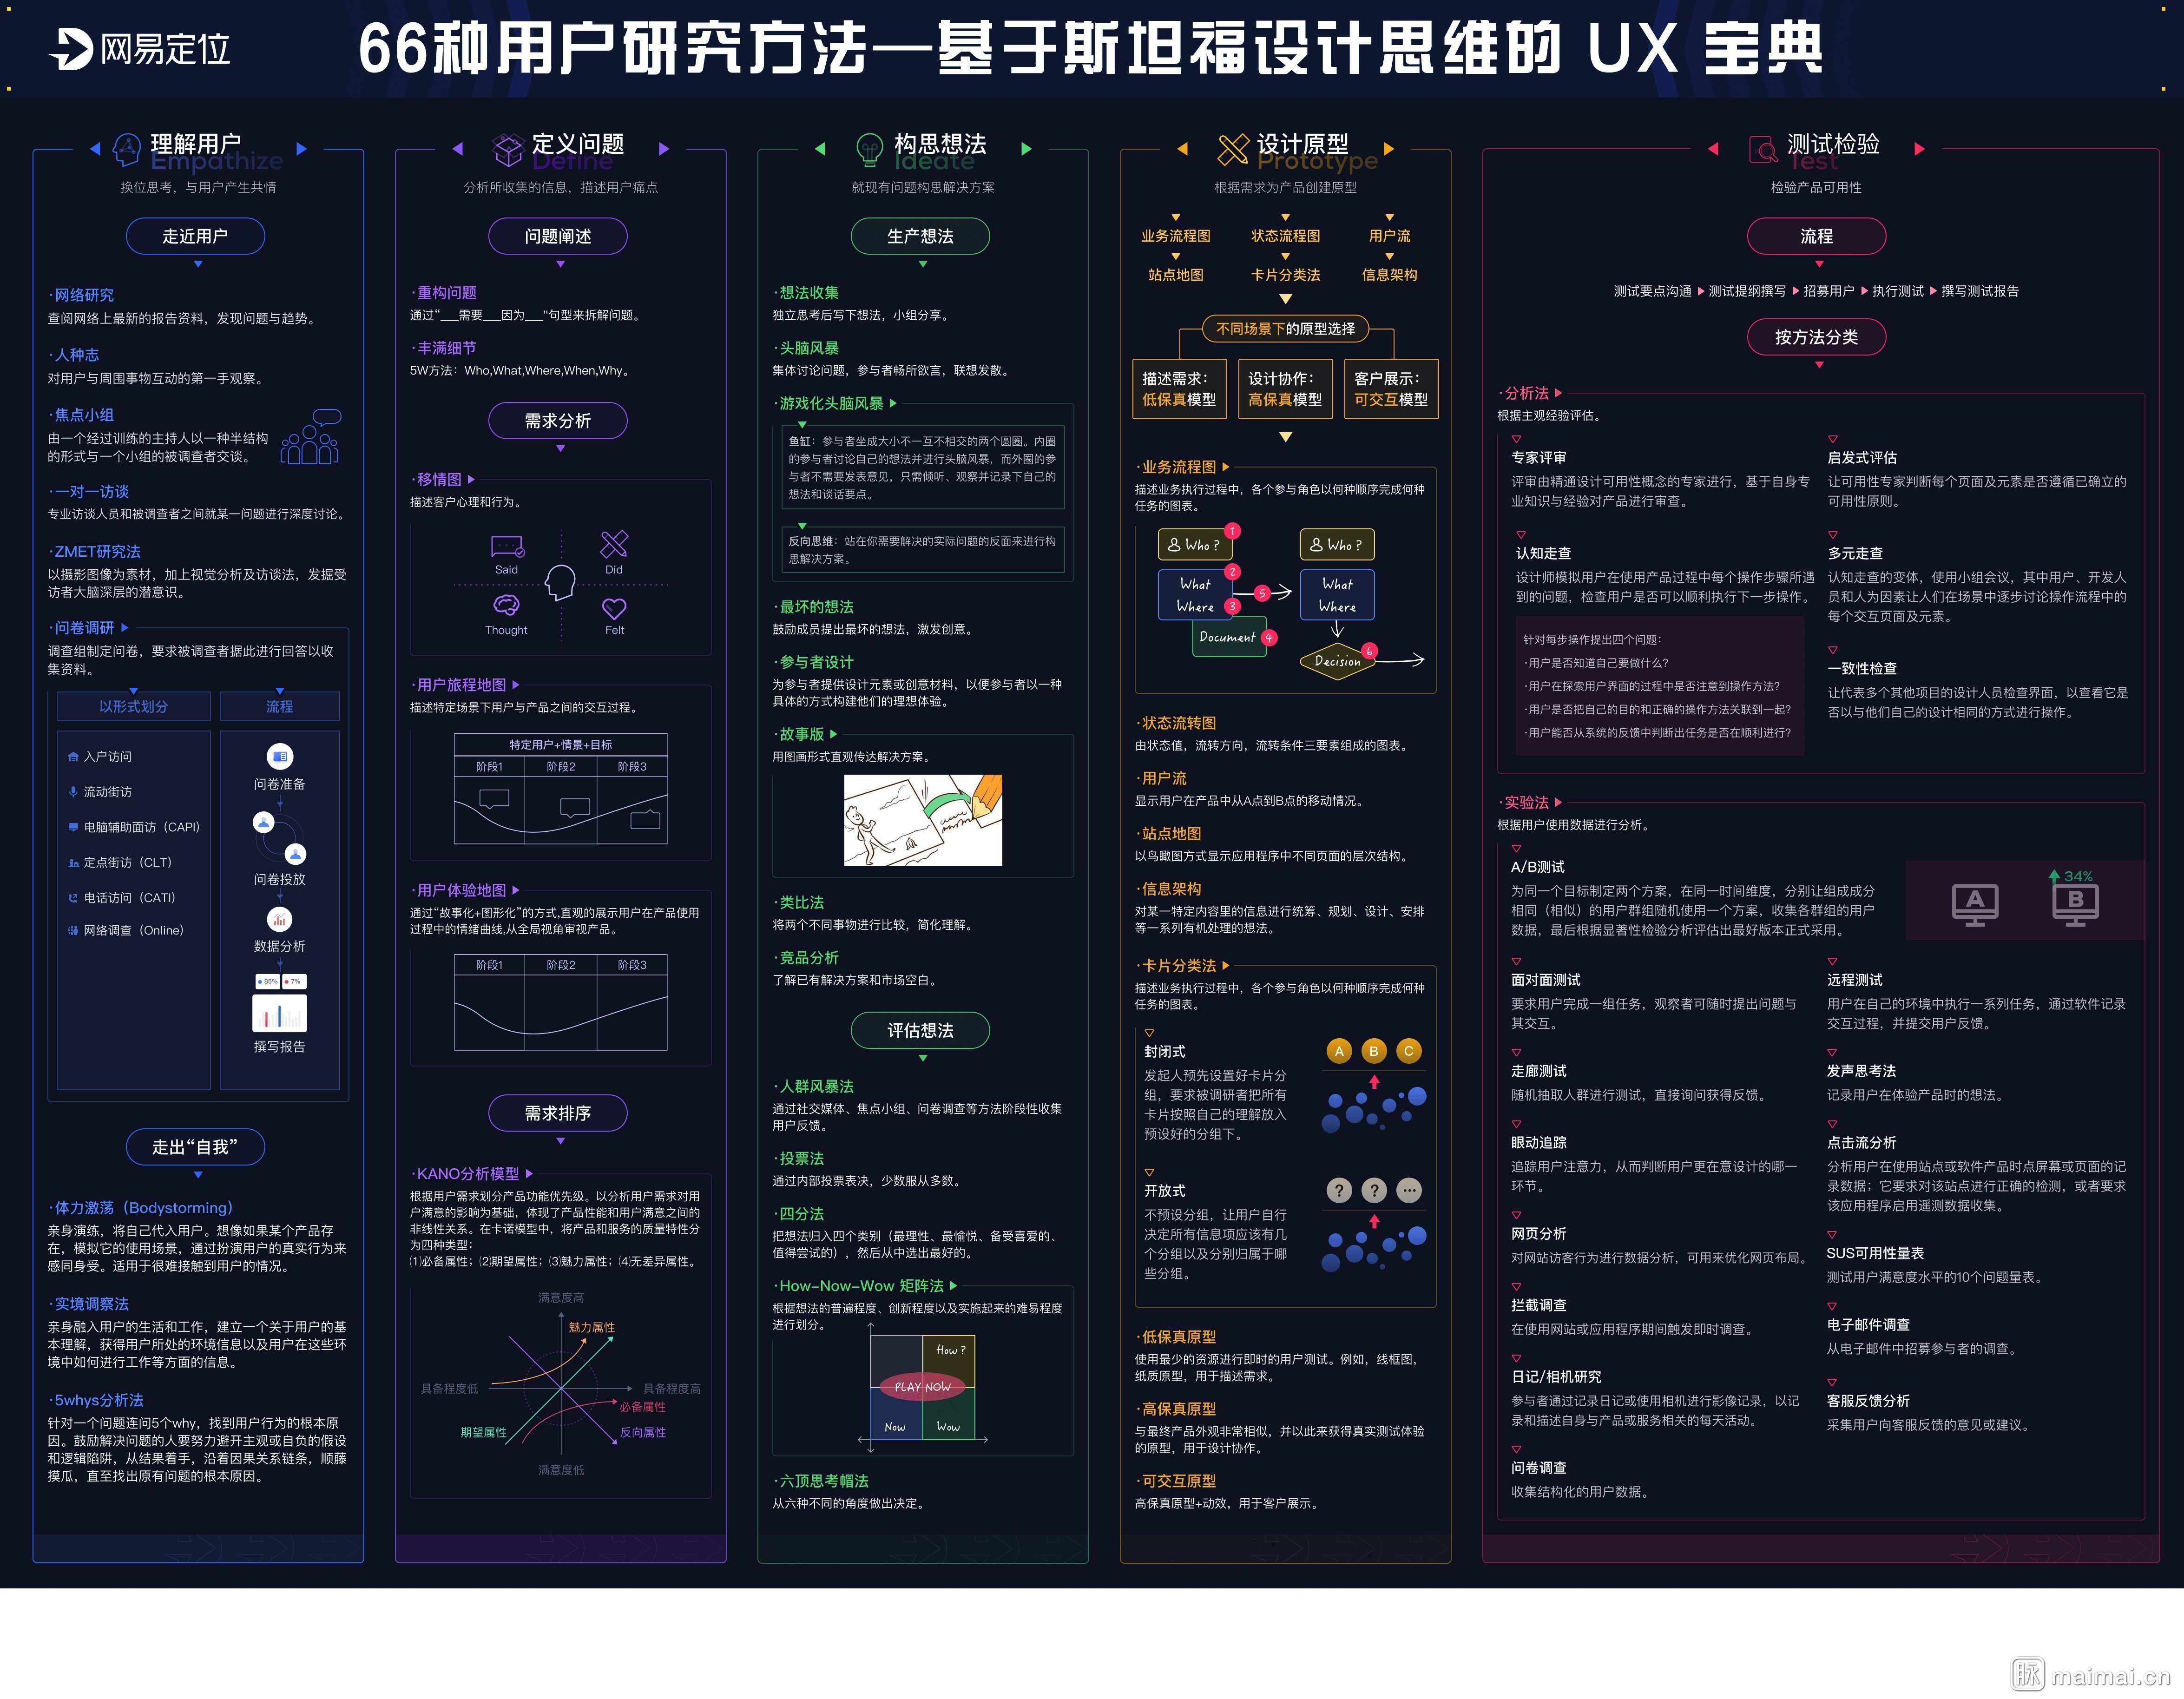 网易定位
66种用户研究方法—基于斯坦福设计思维的 UX 宝典
理解用户
Empathize
换位思考，与用户产生共情
走近用户
·网络研究
查阅网络上最新的报告资料，发现问题与趋势。
·人种志
对用户与周围事物互动的第一手观察。
·焦点小组
由一个经过训练的主持人以一种半结构
的形式与一个小组的被调查者交谈。
·一对一访谈
专业访谈人员和被调查者之间就某一问题进行深度讨论。
·ZMET研究法
以摄影图像为素材，加上视觉分析及访谈法，发掘受
访者大脑深层的潜意识。
·问卷调研
调查组制定问卷，要求被调查者据此进行回答以收
集资料。
以形式划分
入户访问
流动街访
电脑辅助面访（CAPI）
定点街访（CLT）
电话访问（CATI）
网络调查（Online）
流程
问卷准备
问卷投放
数据分析
85% 7%
撰写报告
走出“自我”
·体力激荡（Bodystorming）
亲身演练，将自己代入用户。想像如果某个产品存
在，模拟它的使用场景，通过扮演用户的真实行为来
感同身受。适用于很难接触到用户的情况。
·实境调察法
亲身融入用户的生活和工作，建立一个关于用户的基
本理解，获得用户所处的环境信息以及用户在这些环
境中如何进行工作等方面的信息。
·5whys分析法
针对一个问题连问5个why，找到用户行为的根本原
因。鼓励解决问题的人要努力避开主观或自负的假设
和逻辑陷阱，从结果着手，沿着因果关系链条，顺藤
摸瓜，直至找出原有问题的根本原因。
定义问题
Define
分析所收集的信息，描述用户痛点
问题阐述
·重构问题
通过“___需要___因为___"句型来拆解问题。
·丰满细节
5W方法：Who,What,Where,When,Why。
需求分析
·移情图
描述客户心理和行为。
Said
Did
Thought
Felt
·用户旅程地图
描述特定场景下用户与产品之间的交互过程。
特定用户+情景+目标
阶段1 阶段2 阶段3
·用户体验地图
通过“故事化+图形化”的方式,直观的展示用户在产品使用
过程中的情绪曲线,从全局视角审视产品。
阶段1 阶段2 阶段3
需求排序
·KANO分析模型
根据用户需求划分产品功能优先级。以分析用户需求对用
户满意的影响为基础，体现了产品性能和用户满意之间的
非线性关系。在卡诺模型中，将产品和服务的质量特性分
为四种类型：
⑴必备属性；⑵期望属性；⑶魅力属性；⑷无差异属性。
满意度高
魅力属性
具备程度低
具备程度高
必备属性
期望属性
反向属性
满意度低
构思想法
Ideate
就现有问题构思解决方案
生产想法
·想法收集
独立思考后写下想法，小组分享。
·头脑风暴
集体讨论问题，参与者畅所欲言，联想发散。
·游戏化头脑风暴
鱼缸：参与者坐成大小不一互不相交的两个圆圈。内圈
的参与者讨论自己的想法并进行头脑风暴，而外圈的参
与者不需要发表意见，只需倾听、观察并记录下自己的
想法和谈话要点。
反向思维：站在你需要解决的实际问题的反面来进行构
思解决方案。
·最坏的想法
鼓励成员提出最坏的想法，激发创意。
·参与者设计
为参与者提供设计元素或创意材料，以便参与者以一种
具体的方式构建他们的理想体验。
·故事版
用图画形式直观传达解决方案。
·类比法
将两个不同事物进行比较，简化理解。
·竞品分析
了解已有解决方案和市场空白。
评估想法
·人群风暴法
通过社交媒体、焦点小组、问卷调查等方法阶段性收集
用户反馈。
·投票法
通过内部投票表决，少数服从多数。
·四分法
把想法归入四个类别（最理性、最愉悦、备受喜爱的、
值得尝试的），然后从中选出最好的。
·How-Now-Wow 矩阵法
根据想法的普遍程度、创新程度以及实施起来的难易程度
进行划分。
How ?
PLAY NOW
Now
Wow
·六顶思考帽法
从六种不同的角度做出决定。
设计原型
Prototype
根据需求为产品创建原型
业务流程图 状态流程图 用户流
站点地图 卡片分类法 信息架构
不同场景下的原型选择
描述需求：
低保真模型
设计协作：
高保真模型
客户展示：
可交互模型
·业务流程图
描述业务执行过程中，各个参与角色以何种顺序完成何种
任务的图表。
Who ? 1
Who ?
What 2
Where 3
5
What
Where
Document 4
Decision 6
·状态流转图
由状态值，流转方向，流转条件三要素组成的图表。
·用户流
显示用户在产品中从A点到B点的移动情况。
·站点地图
以鸟瞰图方式显示应用程序中不同页面的层次结构。
·信息架构
对某一特定内容里的信息进行统筹、规划、设计、安排
等一系列有机处理的想法。
·卡片分类法
描述业务执行过程中，各个参与角色以何种顺序完成何种
任务的图表。
封闭式
发起人预先设置好卡片分
组，要求被调研者把所有
卡片按照自己的理解放入
预设好的分组下。
A B C
开放式
不预设分组，让用户自行
决定所有信息项应该有几
个分组以及分别归属于哪
些分组。
? ? ···
·低保真原型
使用最少的资源进行即时的用户测试。例如，线框图，
纸质原型，用于描述需求。
·高保真原型
与最终产品外观非常相似，并以此来获得真实测试体验
的原型，用于设计协作。
·可交互原型
高保真原型+动效，用于客户展示。
测试检验
Test
检验产品可用性
流程
测试要点沟通 测试提纲撰写 招募用户 执行测试 撰写测试报告
按方法分类
·分析法
根据主观经验评估。
专家评审
评审由精通设计可用性概念的专家进行，基于自身专
业知识与经验对产品进行审查。
启发式评估
让可用性专家判断每个页面及元素是否遵循已确立的
可用性原则。
认知走查
设计师模拟用户在使用产品过程中每个操作步骤所遇
到的问题，检查用户是否可以顺利执行下一步操作。
针对每步操作提出四个问题：
·用户是否知道自己要做什么？
·用户在探索用户界面的过程中是否注意到操作方法？
·用户是否把自己的目的和正确的操作方法关联到一起？
·用户能否从系统的反馈中判断出任务是否在顺利进行？
多元走查
认知走查的变体，使用小组会议，其中用户、开发人
员和人为因素让人们在场景中逐步讨论操作流程中的
每个交互页面及元素。
一致性检查
让代表多个其他项目的设计人员检查界面，以查看它是
否以与他们自己的设计相同的方式进行操作。
·实验法
根据用户使用数据进行分析。
A/B测试
为同一个目标制定两个方案，在同一时间维度，分别让组成成分
相同（相似）的用户群组随机使用一个方案，收集各群组的用户
数据，最后根据显著性检验分析评估出最好版本正式采用。
34%
A B
面对面测试
要求用户完成一组任务，观察者可随时提出问题与
其交互。
远程测试
用户在自己的环境中执行一系列任务，通过软件记录
交互过程，并提交用户反馈。
走廊测试
随机抽取人群进行测试，直接询问获得反馈。
发声思考法
记录用户在体验产品时的想法。
眼动追踪
追踪用户注意力，从而判断用户更在意设计的哪一
环节。
点击流分析
分析用户在使用站点或软件产品时点屏幕或页面的记
录数据；它要求对该站点进行正确的检测，或者要求
该应用程序启用遥测数据收集。
网页分析
对网站访客行为进行数据分析，可用来优化网页布局。
SUS可用性量表
测试用户满意度水平的10个问题量表。
拦截调查
在使用网站或应用程序期间触发即时调查。
电子邮件调查
从电子邮件中招募参与者的调查。
日记/相机研究
参与者通过记录日记或使用相机进行影像记录，以记
录和描述自身与产品或服务相关的每天活动。
客服反馈分析
采集用户向客服反馈的意见或建议。
问卷调查
收集结构化的用户数据。
脉 maimai.cn